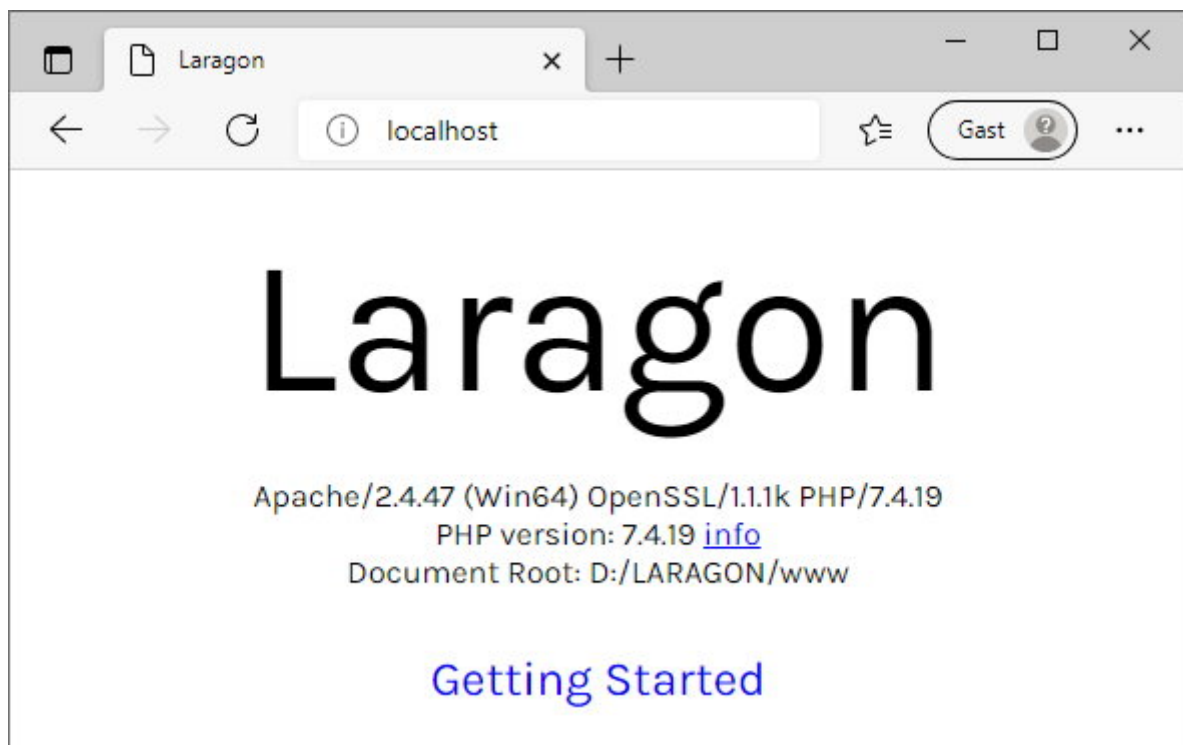 Laragon
localhost
Gast
Laragon
Apache/2.4.47 (Win64) OpenSSL/1.1.1k PHP/7.4.19
PHP version: 7.4.19 info
Document Root: D:/LARAGON/www
Getting Started